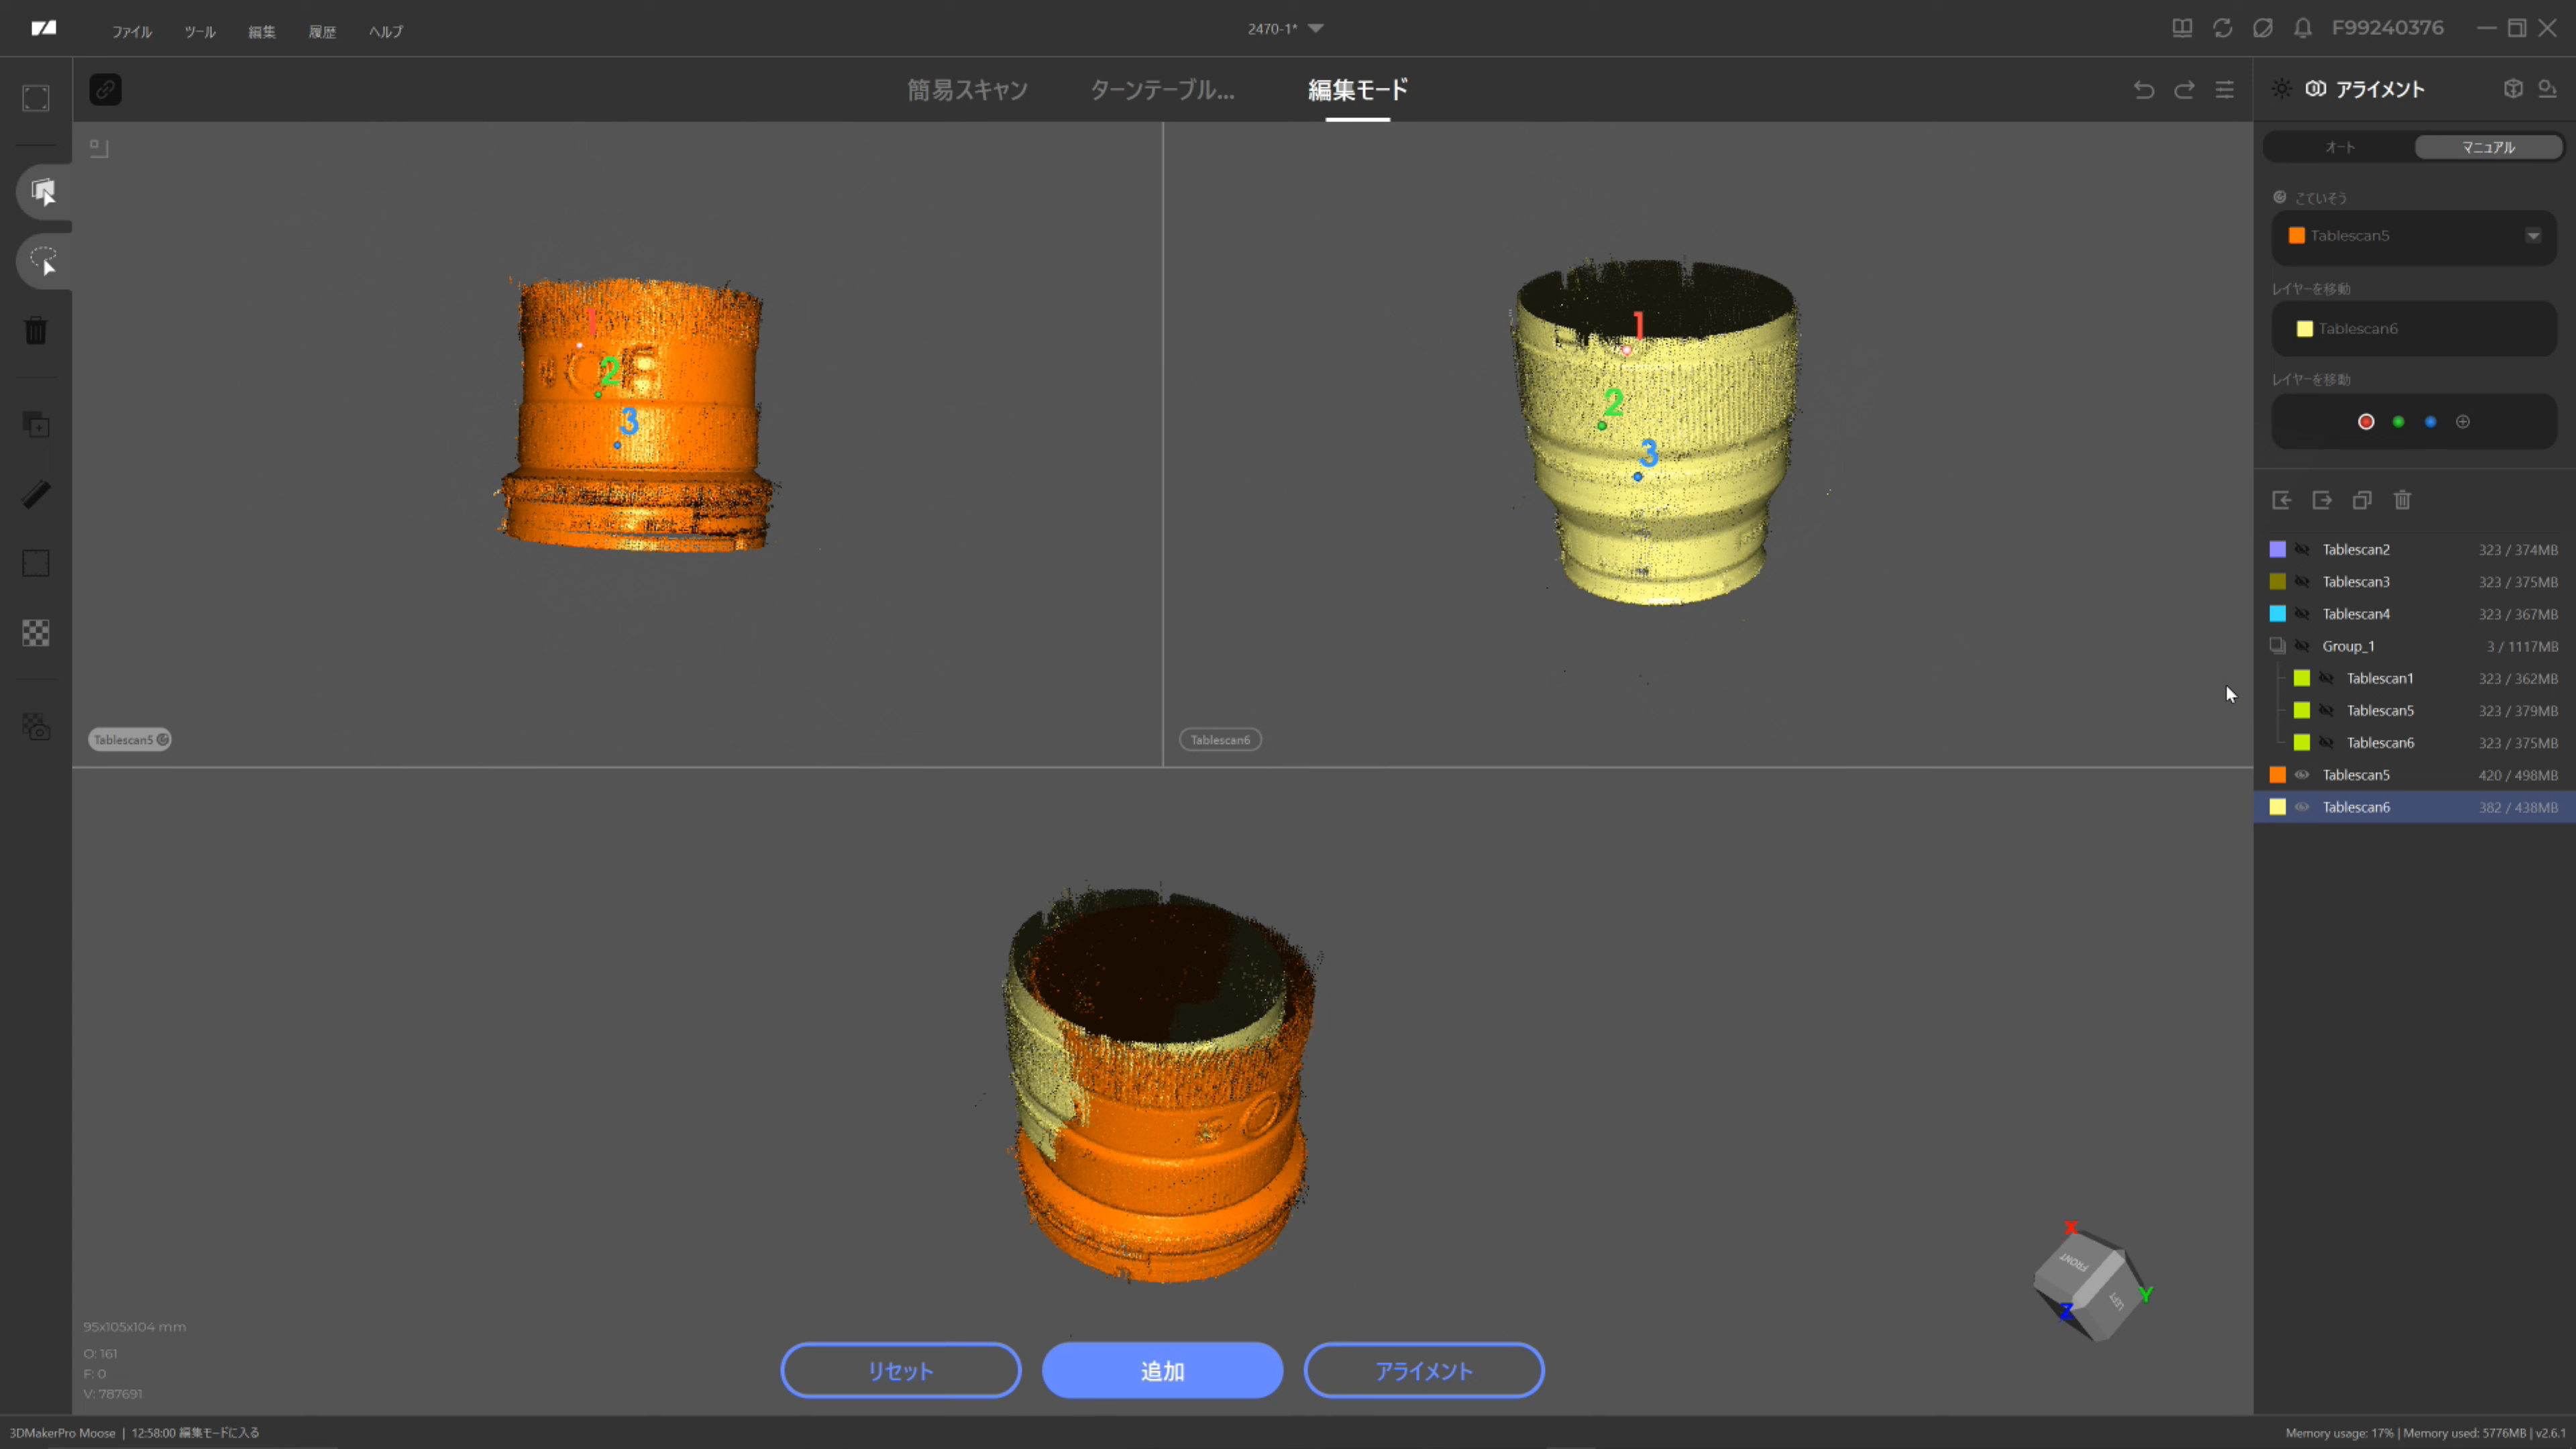 ファイル ツール 編集 履歴 ヘルプ
2470-1*
F99240376
簡易スキャン ターンテーブル... 編集モード
アライメント
オート マニュアル
こていそう
Tablescan5
レイヤーを移動
Tablescan6
レイヤーを移動
1
2
3
1
2
3
Tablescan5
Tablescan6
Tablescan2 323 / 374MB
Tablescan3 323 / 375MB
Tablescan4 323 / 367MB
Group_1 3 / 1117MB
Tablescan1 323 / 362MB
Tablescan5 323 / 379MB
Tablescan6 323 / 375MB
Tablescan5 420 / 498MB
Tablescan6 382 / 438MB
X
FRONT
LEFT
Y
Z
95x105x104 mm
O: 161
F: 0
V: 787691
リセット 追加 アライメント
3DMakerPro Moose | 12:58:00 編集モードに入る
Memory usage: 17% | Memory used: 5776MB | v2.6.1